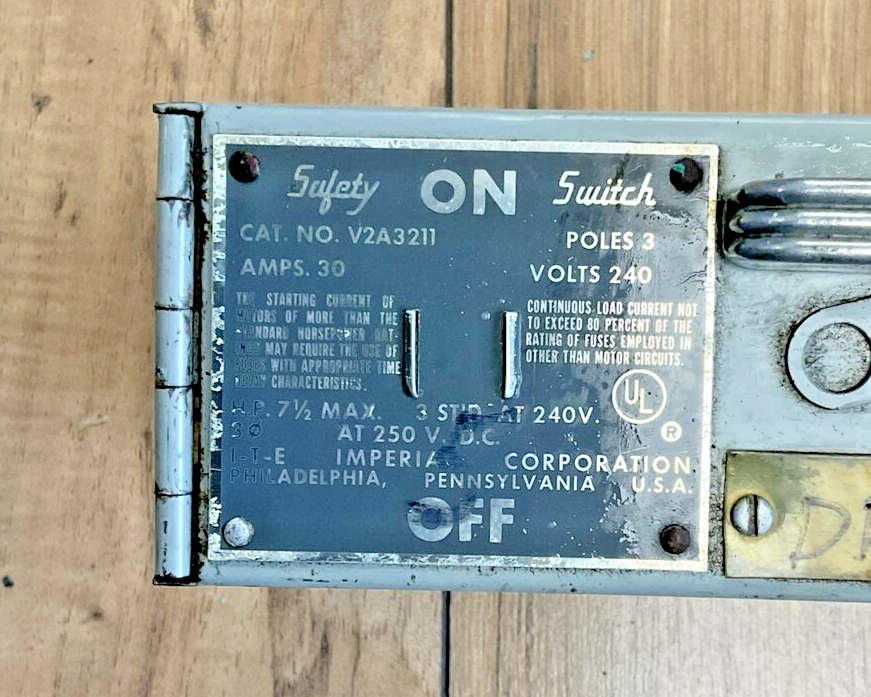 Safety ON Switch
CAT. NO. V2A3211 POLES 3
AMPS. 30 VOLTS 240
THE STARTING CURRENT OF
MOTORS OF MORE THAN THE
STANDARD HORSEPOWER RAT-
INGS MAY REQUIRE THE USE OF
FUSES WITH APPROPRIATE TIME
DELAY CHARACTERISTICS.
CONTINUOUS LOAD CURRENT NOT
TO EXCEED 80 PERCENT OF THE
RATING OF FUSES EMPLOYED IN
OTHER THAN MOTOR CIRCUITS.
UL
®
H.P. 7½ MAX. 3 ST'D. AT 240V.
3Ø AT 250 V. D.C.
I-T-E IMPERIAL CORPORATION
PHILADELPHIA, PENNSYLVANIA U.S.A.
OFF